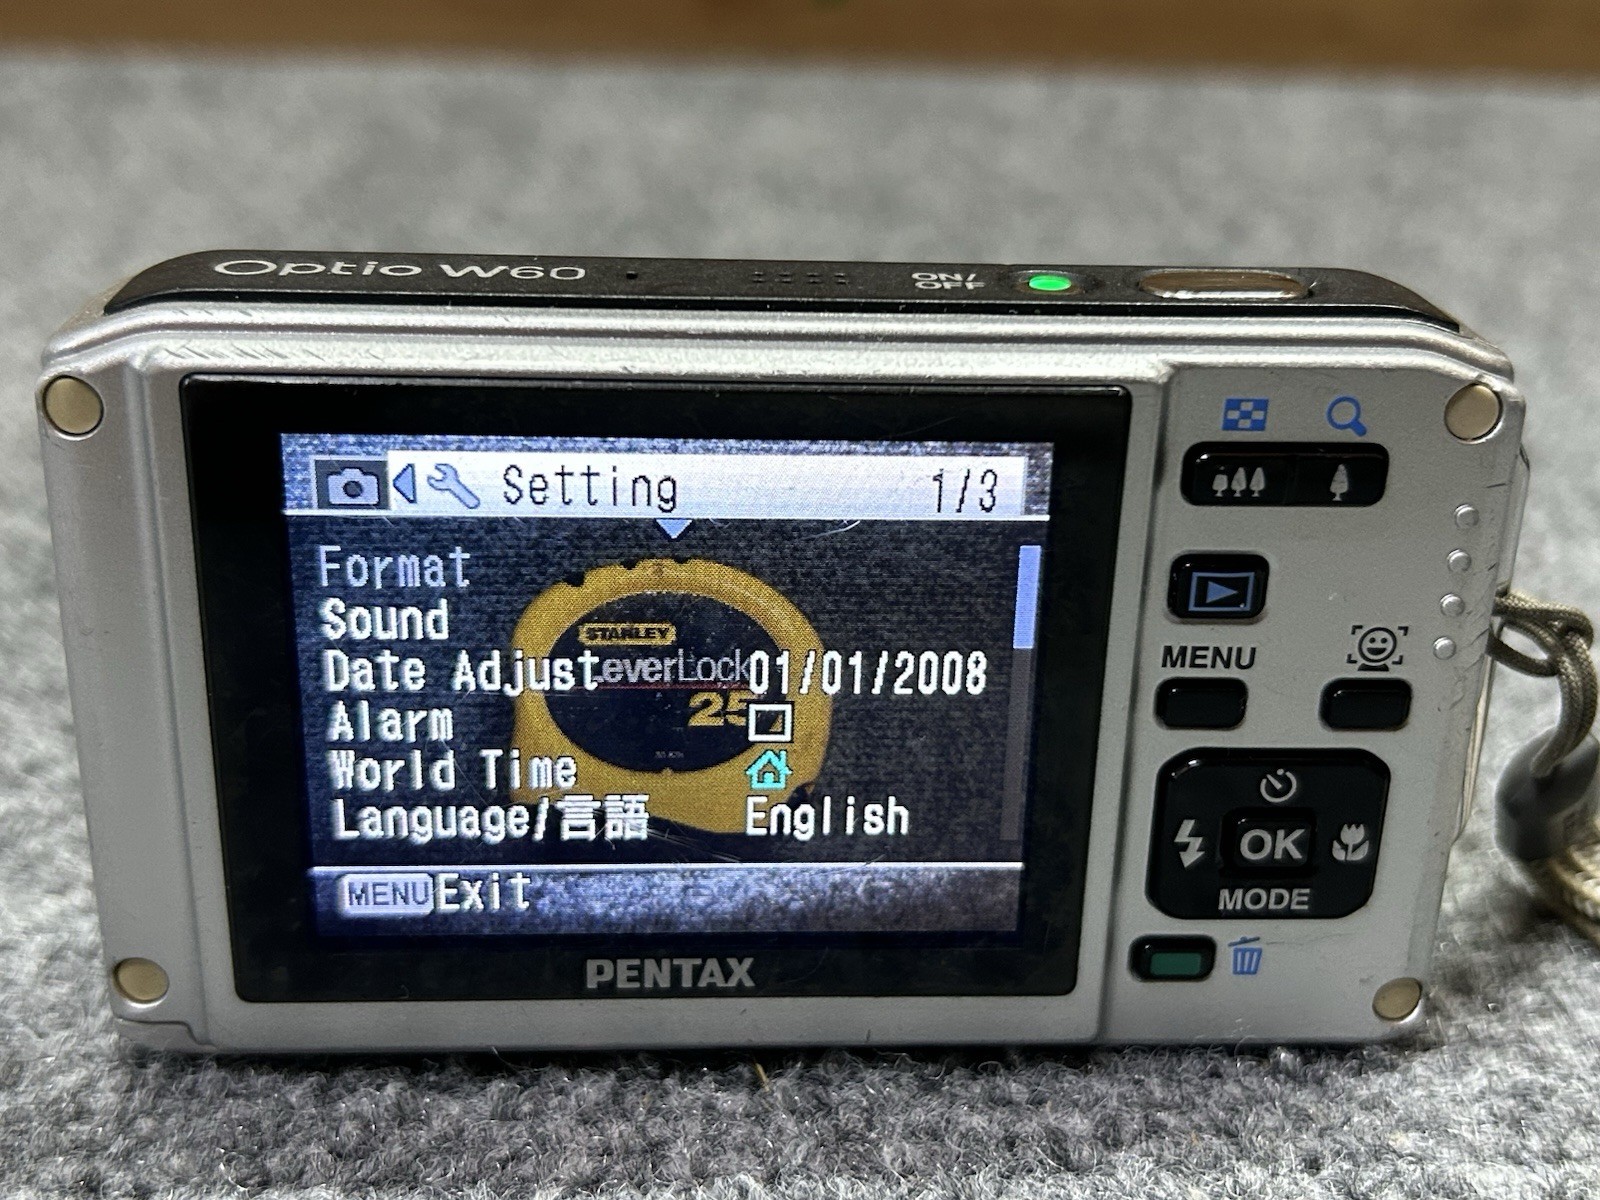 Optio W60
ON/
OFF
Setting 1/3
Format
Sound
Date Adjust 01/01/2008
Alarm
World Time
Language/言語 English
MENU Exit
STANLEY
LeverLock
25
PENTAX
MENU
OK
MODE